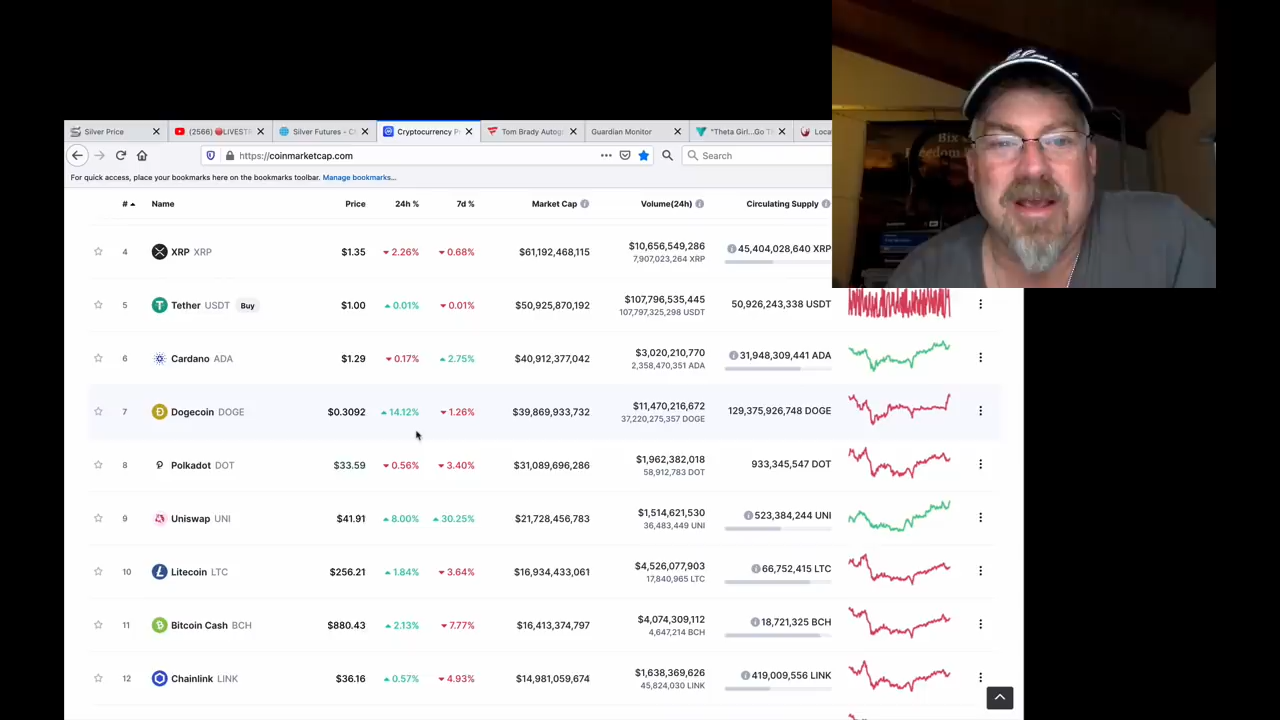 Silver Price
(2566) 🔴LIVESTR
Silver Futures - C
Cryptocurrency P
Tom Brady Autog
Guardian Monitor
"Theta Girl...Go T
Loca
https://coinmarketcap.com
Search
For quick access, place your bookmarks here on the bookmarks toolbar. Manage bookmarks...
# Name Price 24h % 7d % Market Cap Volume(24h) Circulating Supply
4 XRP XRP $1.35 2.26% 0.68% $61,192,468,115 $10,656,549,286 45,404,028,640 XRP
7,907,023,264 XRP
5 Tether USDT Buy $1.00 0.01% 0.01% $50,925,870,192 $107,796,535,445 50,926,243,338 USDT
107,797,325,298 USDT
6 Cardano ADA $1.29 0.17% 2.75% $40,912,377,042 $3,020,210,770 31,948,309,441 ADA
2,358,470,351 ADA
7 Dogecoin DOGE $0.3092 14.12% 1.26% $39,869,933,732 $11,470,216,672 129,375,926,748 DOGE
37,220,275,357 DOGE
8 Polkadot DOT $33.59 0.56% 3.40% $31,089,696,286 $1,962,382,018 933,345,547 DOT
58,912,783 DOT
9 Uniswap UNI $41.91 8.00% 30.25% $21,728,456,783 $1,514,621,530 523,384,244 UNI
36,483,449 UNI
10 Litecoin LTC $256.21 1.84% 3.64% $16,934,433,061 $4,526,077,903 66,752,415 LTC
17,840,965 LTC
11 Bitcoin Cash BCH $880.43 2.13% 7.77% $16,413,374,797 $4,074,309,112 18,721,325 BCH
4,647,214 BCH
12 Chainlink LINK $36.16 0.57% 4.93% $14,981,059,674 $1,638,369,626 419,009,556 LINK
45,824,030 LINK
Bix